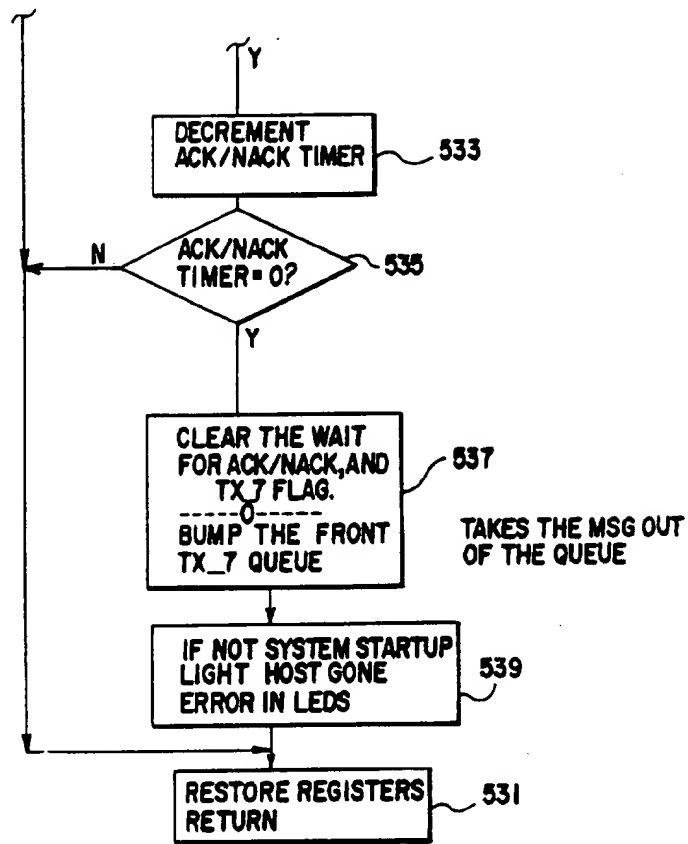 Y
DECREMENT
ACK/NACK TIMER
533
N
ACK/NACK
TIMER=0?
535
Y
CLEAR THE WAIT
FOR ACK/NACK, AND
TX_7 FLAG.
-----O------
BUMP THE FRONT
TX_7 QUEUE
537
TAKES THE MSG OUT
OF THE QUEUE
IF NOT SYSTEM STARTUP
LIGHT HOST GONE
ERROR IN LEDS
539
RESTORE REGISTERS
RETURN
531